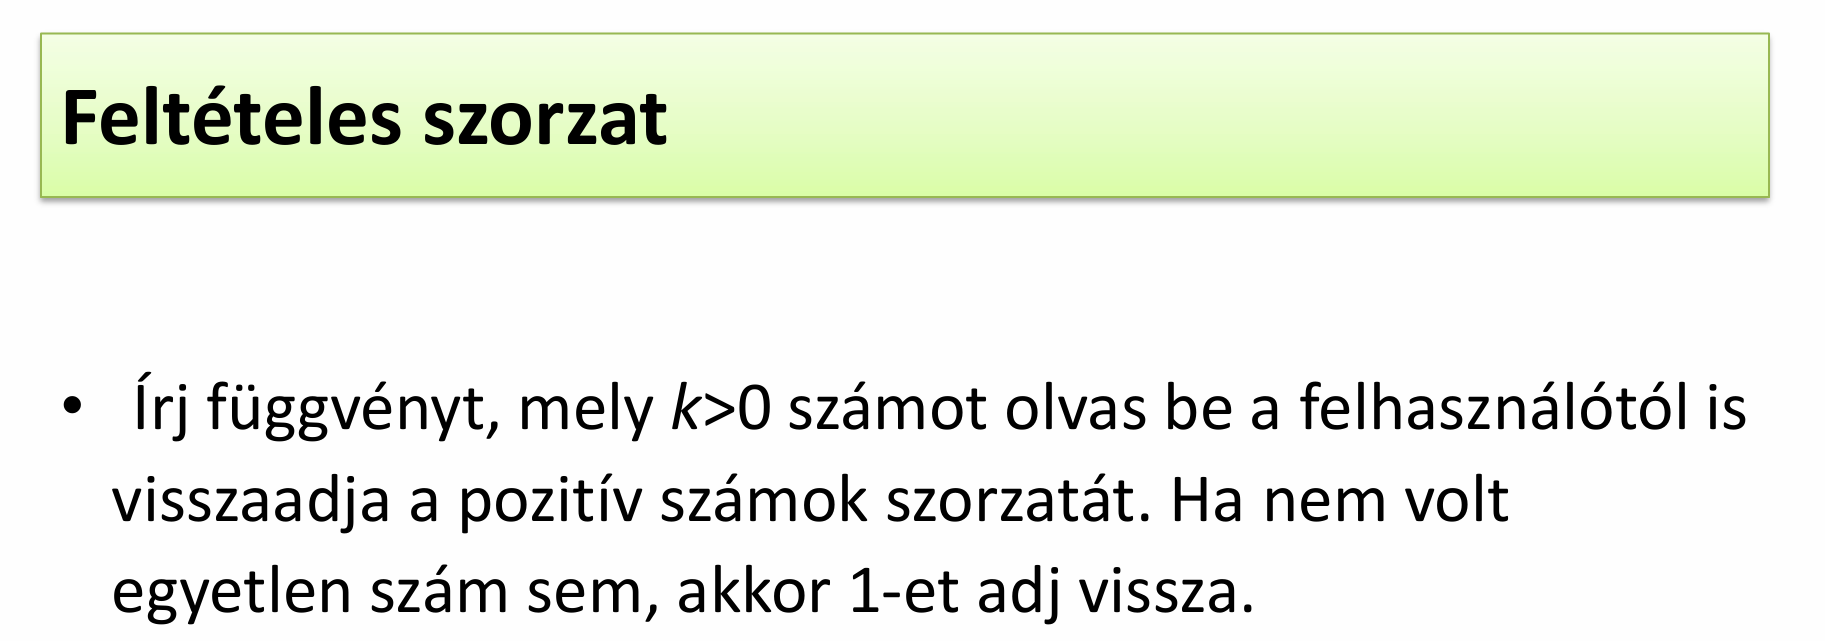 Feltételes szorzat
• Írj függvényt, mely k>0 számot olvas be a felhasználótól is
visszaadja a pozitív számok szorzatát. Ha nem volt
egyetlen szám sem, akkor 1-et adj vissza.